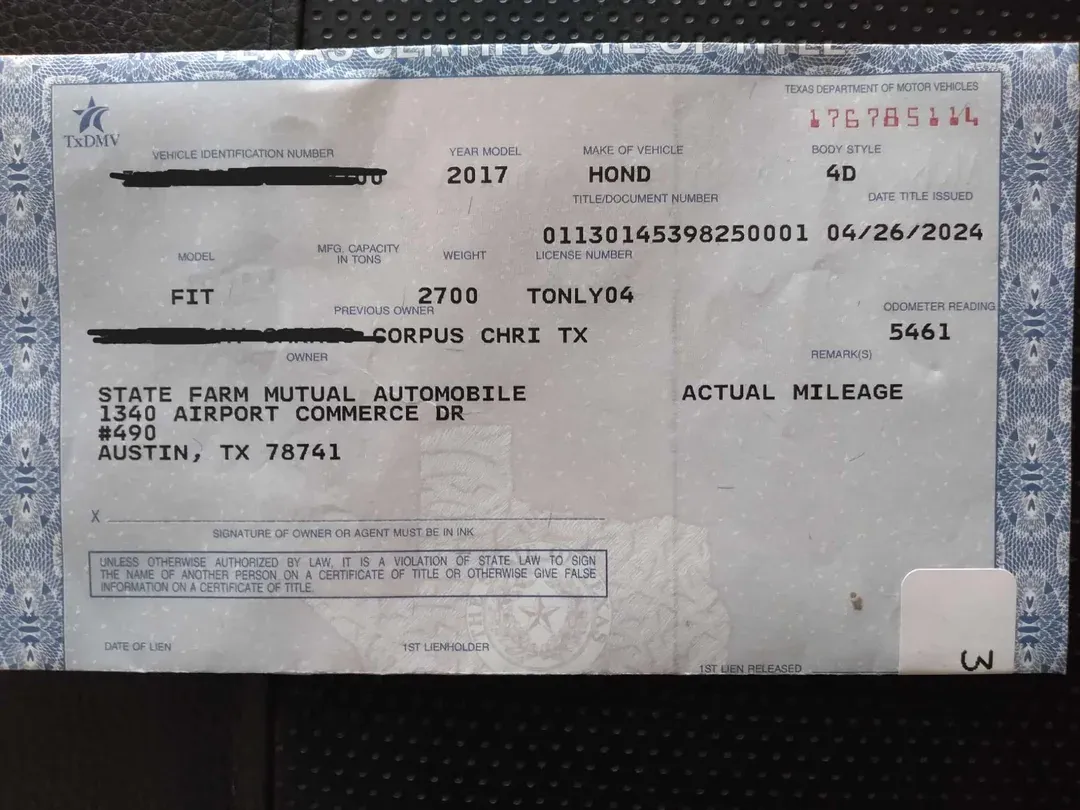 TEXAS CERTIFICATE OF TITLE
TEXAS DEPARTMENT OF MOTOR VEHICLES
TxDMV
176785114
VEHICLE IDENTIFICATION NUMBER
YEAR MODEL
MAKE OF VEHICLE
BODY STYLE
2017
HOND
4D
TITLE/DOCUMENT NUMBER
DATE TITLE ISSUED
01130145398250001
04/26/2024
MODEL
MFG. CAPACITY
IN TONS
WEIGHT
LICENSE NUMBER
FIT
2700
TONLY04
PREVIOUS OWNER
ODOMETER READING
CORPUS CHRI TX
5461
OWNER
REMARK(S)
STATE FARM MUTUAL AUTOMOBILE
ACTUAL MILEAGE
1340 AIRPORT COMMERCE DR
#490
AUSTIN, TX 78741
X
SIGNATURE OF OWNER OR AGENT MUST BE IN INK
UNLESS OTHERWISE AUTHORIZED BY LAW, IT IS A VIOLATION OF STATE LAW TO SIGN
THE NAME OF ANOTHER PERSON ON A CERTIFICATE OF TITLE OR OTHERWISE GIVE FALSE
INFORMATION ON A CERTIFICATE OF TITLE.
DATE OF LIEN
1ST LIENHOLDER
1ST LIEN RELEASED
3